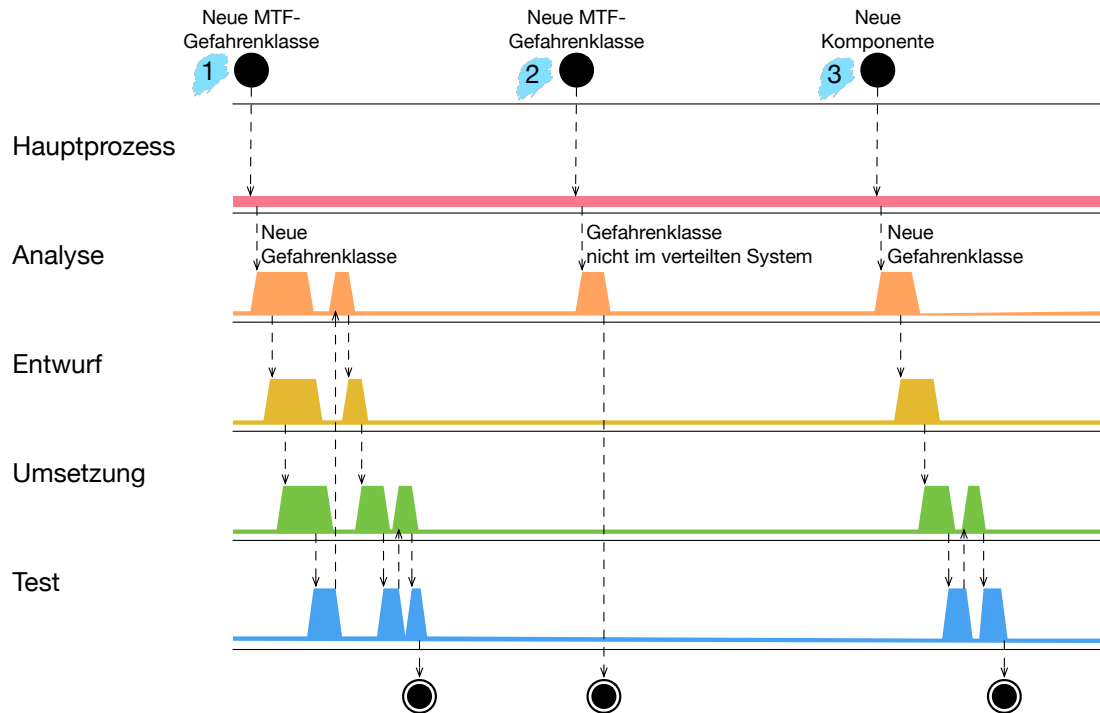 Neue MTF-
Gefahrenklasse
Neue MTF-
Gefahrenklasse
Neue
Komponente
1
2
3
Hauptprozess
Analyse
Neue
Gefahrenklasse
Gefahrenklasse
nicht im verteilten System
Neue
Gefahrenklasse
Entwurf
Umsetzung
Test